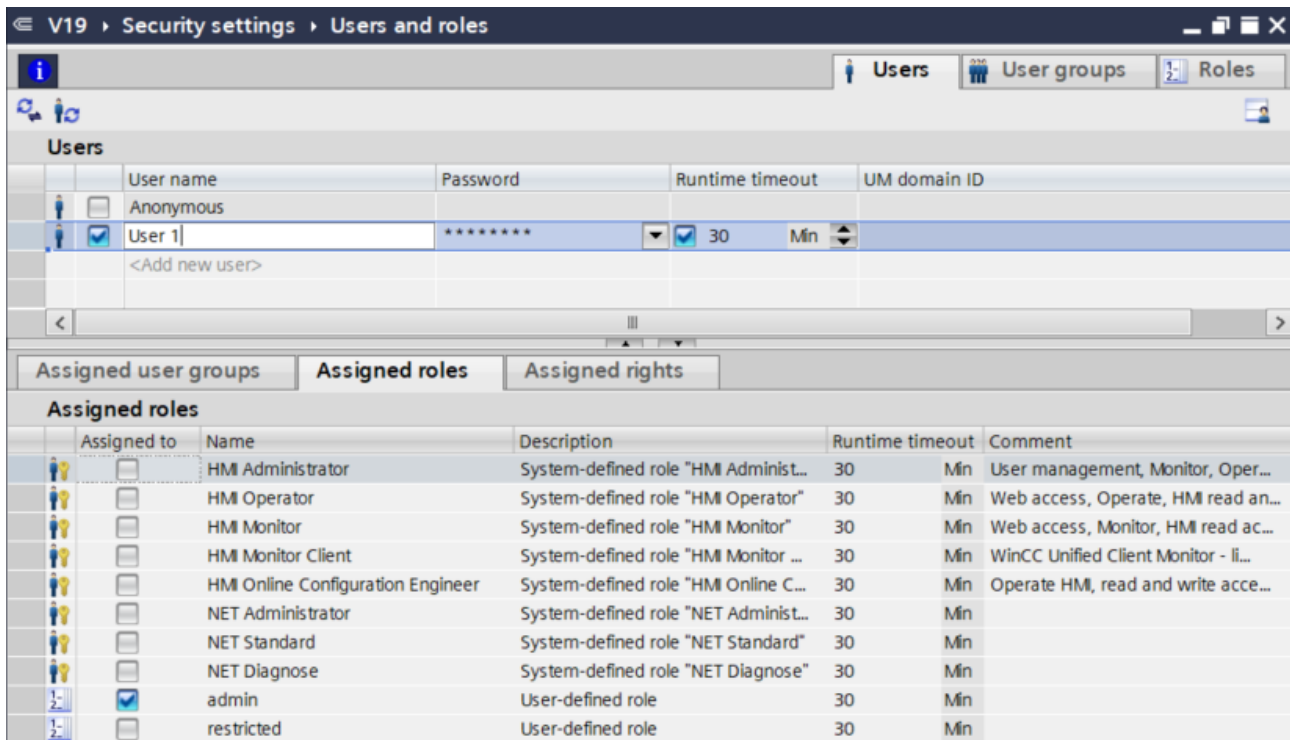 V19 ▸ Security settings ▸ Users and roles
Users User groups Roles
Users
User name Password Runtime timeout UM domain ID
Anonymous
User 1 ******** 30 Min
<Add new user>
Assigned user groups Assigned roles Assigned rights
Assigned roles
Assigned to Name Description Runtime timeout Comment
HMI Administrator System-defined role "HMI Administ... 30 Min User management, Monitor, Oper...
HMI Operator System-defined role "HMI Operator" 30 Min Web access, Operate, HMI read an...
HMI Monitor System-defined role "HMI Monitor" 30 Min Web access, Monitor, HMI read ac...
HMI Monitor Client System-defined role "HMI Monitor ... 30 Min WinCC Unified Client Monitor - li...
HMI Online Configuration Engineer System-defined role "HMI Online C... 30 Min Operate HMI, read and write acce...
NET Administrator System-defined role "NET Administ... 30 Min
NET Standard System-defined role "NET Standard" 30 Min
NET Diagnose System-defined role "NET Diagnose" 30 Min
admin User-defined role 30 Min
restricted User-defined role 30 Min